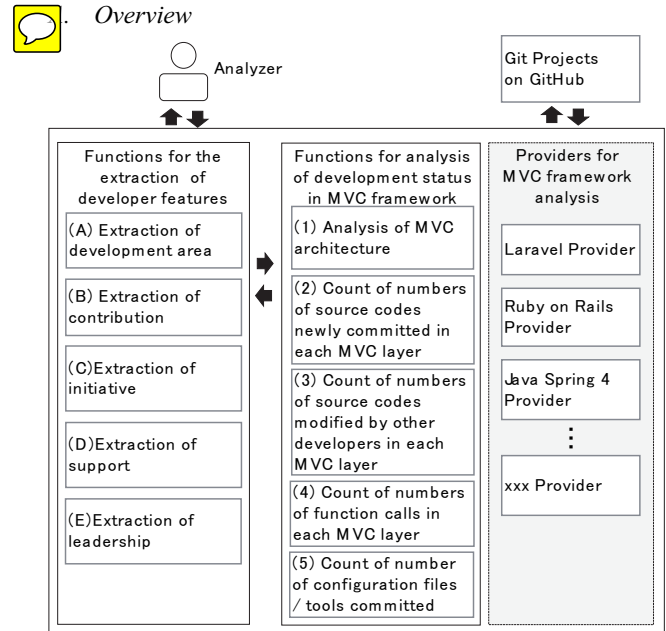 Overview
Analyzer
Git Projects
on GitHub
Functions for the
extraction of
developer features
(A) Extraction of
development area
(B) Extraction of
contribution
(C)Extraction of
initiative
(D)Extraction of
support
(E)Extraction of
leadership
Functions for analysis
of development status
in MVC framework
(1) Analysis of MVC
architecture
(2) Count of numbers
of source codes
newly committed in
each MVC layer
(3) Count of numbers
of source codes
modified by other
developers in each
MVC layer
(4) Count of numbers
of function calls in
each MVC layer
(5) Count of number
of configuration files
/ tools committed
Providers for
MVC framework
analysis
Laravel Provider
Ruby on Rails
Provider
Java Spring 4
Provider
⋮
xxx Provider